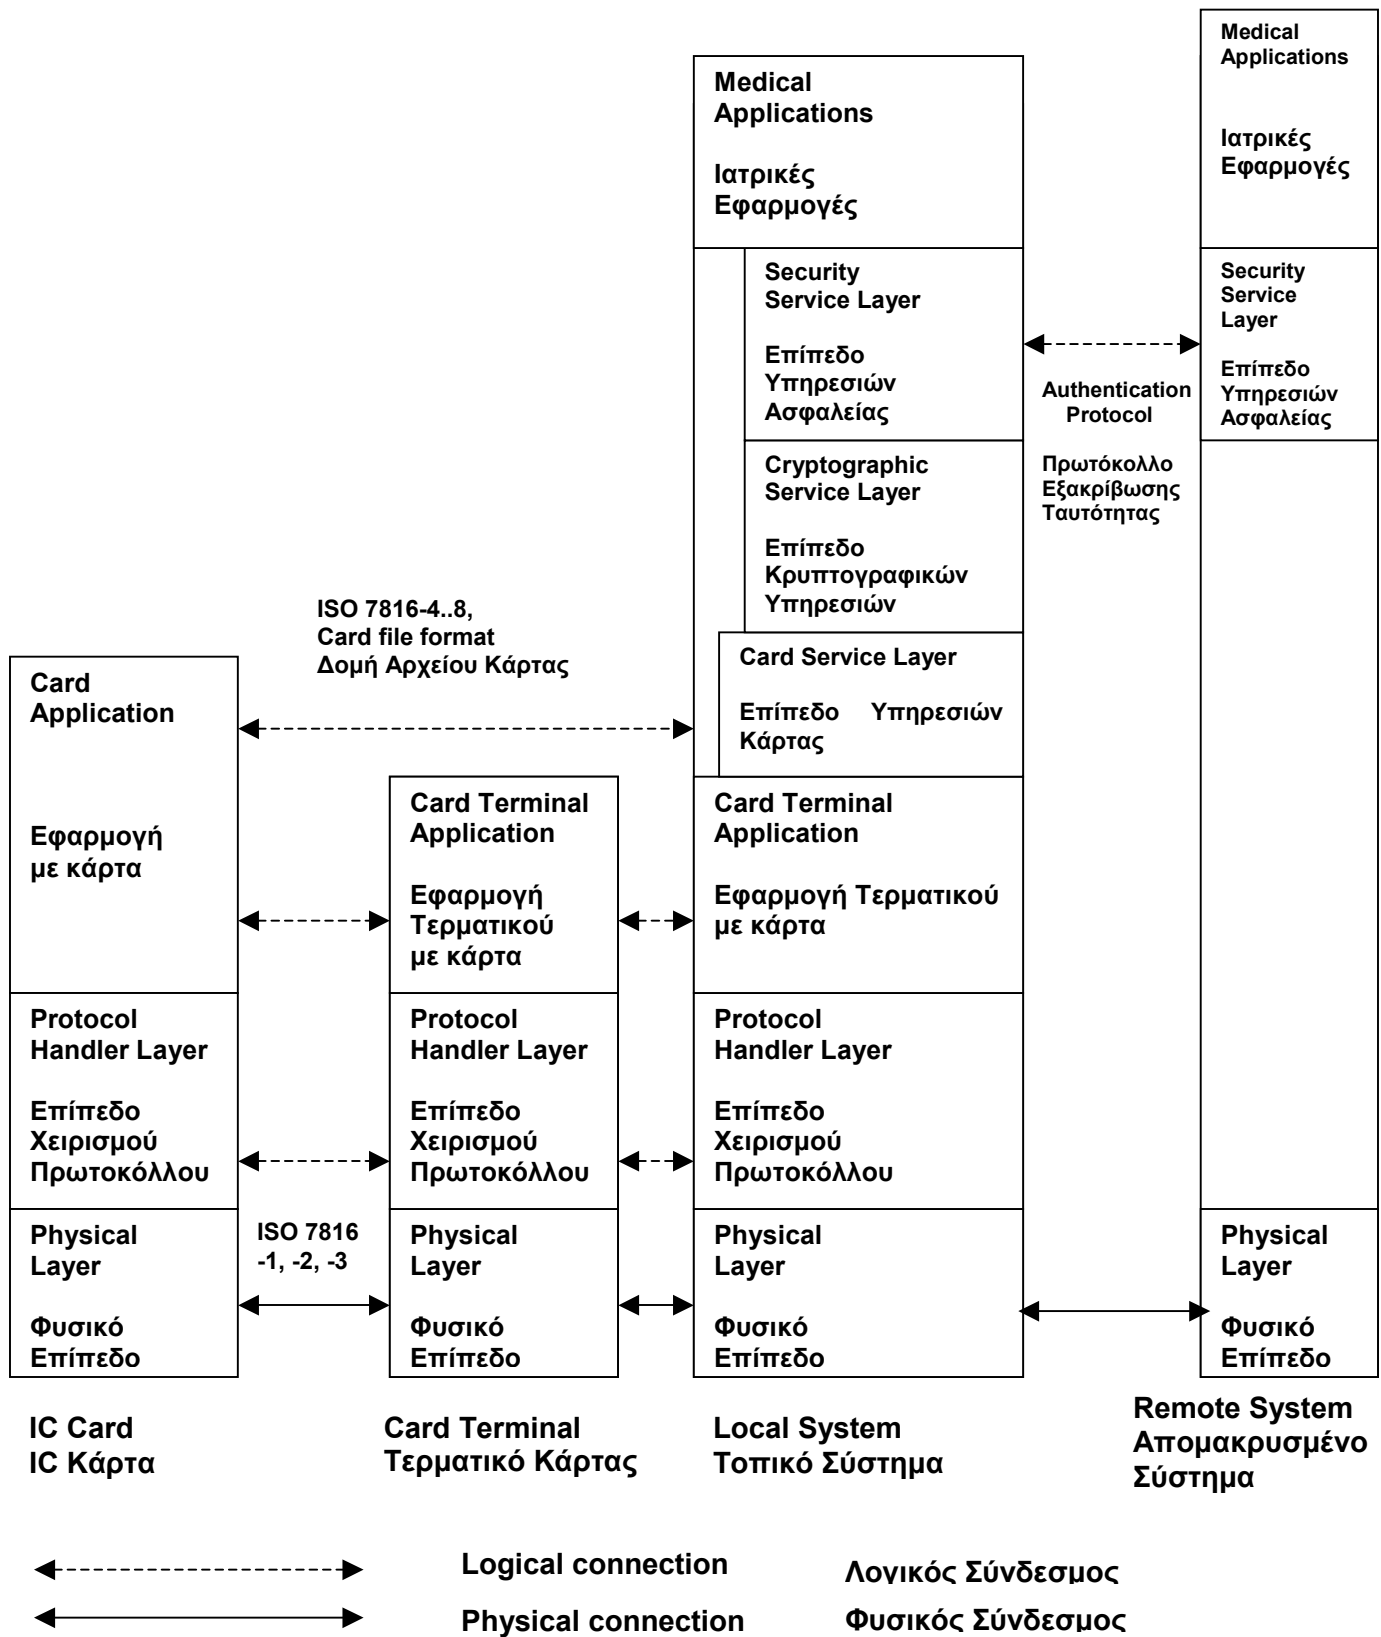 Medical
Applications
Ιατρικές
Εφαρμογές
Medical
Applications
Ιατρικές
Εφαρμογές
Security
Service Layer
Επίπεδο
Υπηρεσιών
Ασφαλείας
Security
Service
Layer
Επίπεδο
Υπηρεσιών
Ασφαλείας
Authentication
Protocol
Πρωτόκολλο
Εξακρίβωσης
Ταυτότητας
Cryptographic
Service Layer
Επίπεδο
Κρυπτογραφικών
Υπηρεσιών
ISO 7816-4..8,
Card file format
Δομή Αρχείου Κάρτας
Card Service Layer
Επίπεδο Υπηρεσιών
Κάρτας
Card
Application
Εφαρμογή
με κάρτα
Card Terminal
Application
Εφαρμογή
Τερματικού
με κάρτα
Card Terminal
Application
Εφαρμογή Τερματικού
με κάρτα
Protocol
Handler Layer
Επίπεδο
Χειρισμού
Πρωτοκόλλου
Protocol
Handler Layer
Επίπεδο
Χειρισμού
Πρωτοκόλλου
Protocol
Handler Layer
Επίπεδο
Χειρισμού
Πρωτοκόλλου
Physical
Layer
Φυσικό
Επίπεδο
ISO 7816
-1, -2, -3
Physical
Layer
Φυσικό
Επίπεδο
Physical
Layer
Φυσικό
Επίπεδο
Physical
Layer
Φυσικό
Επίπεδο
IC Card
IC Κάρτα
Card Terminal
Τερματικό Κάρτας
Local System
Τοπικό Σύστημα
Remote System
Απομακρυσμένο
Σύστημα
Logical connection
Λογικός Σύνδεσμος
Physical connection
Φυσικός Σύνδεσμος